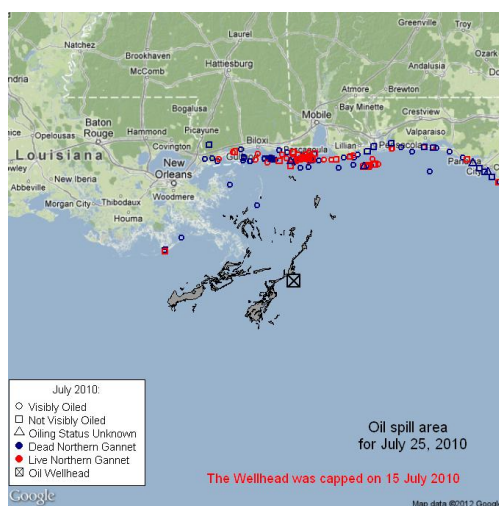 Natchez
Laurel
Greenville
Troy
Brookhaven
McComb
Hattiesburg
Andalusia
Atmore
Brewton
Bay Minette
Crestview
Bogalusa
Mobile
Baton
Rouge
Hammond
Picayune
Opelousas
Covington
Biloxi
Lillian
Valparaiso
Louisiana
New
Orleans
New Iberia
Woodmere
Abbeville
Thibodaux
Morgan City
Houma
July 2010:
Visibly Oiled
Not Visibly Oiled
Oiling Status Unknown
Dead Northern Gannet
Live Northern Gannet
Oil Wellhead
Oil spill area
for July 25, 2010
The Wellhead was capped on 15 July 2010
Google
Map data ©2012 Google